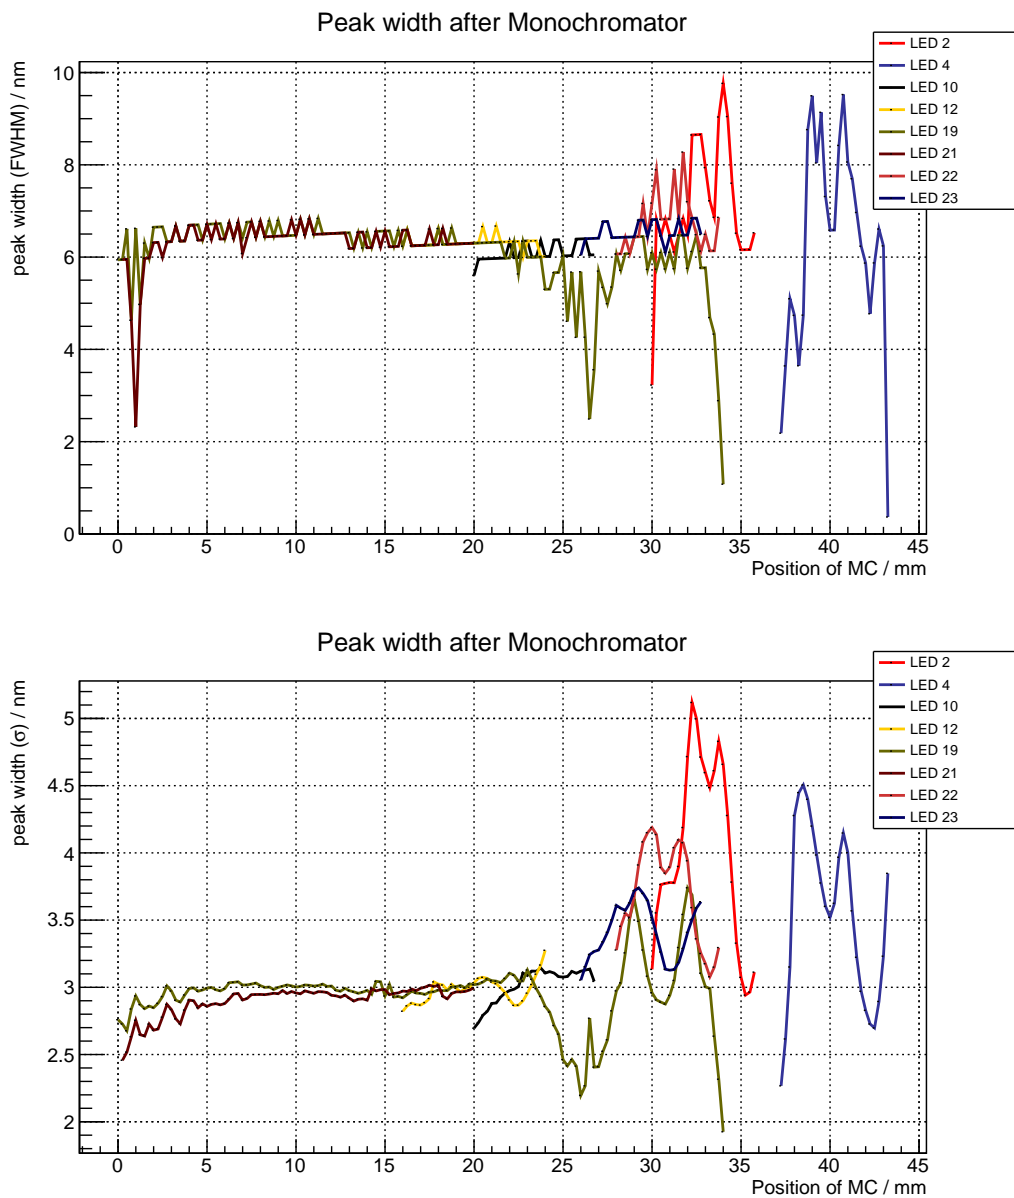 Peak width after Monochromator
LED 2
LED 4
LED 10
LED 12
LED 19
LED 21
LED 22
LED 23
peak width (FWHM) / nm
10
8
6
4
2
0
0 5 10 15 20 25 30 35 40 45
Position of MC / mm
Peak width after Monochromator
LED 2
LED 4
LED 10
LED 12
LED 19
LED 21
LED 22
LED 23
peak width (σ) / nm
5
4.5
4
3.5
3
2.5
2
0 5 10 15 20 25 30 35 40 45
Position of MC / mm